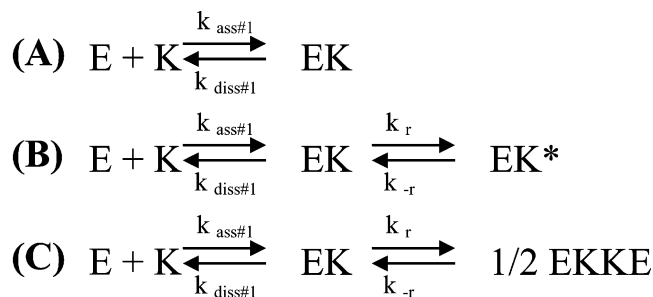 k ass#1
(A) E + K EK
k diss#1
k ass#1 k r
(B) E + K EK EK*
k diss#1 k -r
k ass#1 k r
(C) E + K EK 1/2 EKKE
k diss#1 k -r